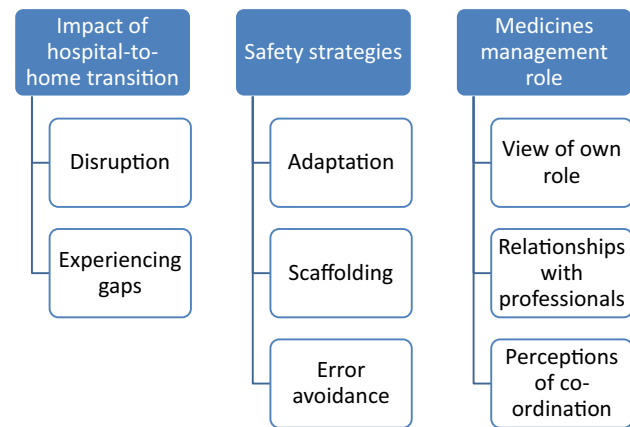 Impact of
hospital-to-
home transition
Disruption
Experiencing
gaps
Safety strategies
Adaptation
Scaffolding
Error
avoidance
Medicines
management
role
View of own
role
Relationships
with
professionals
Perceptions
of co-
ordination